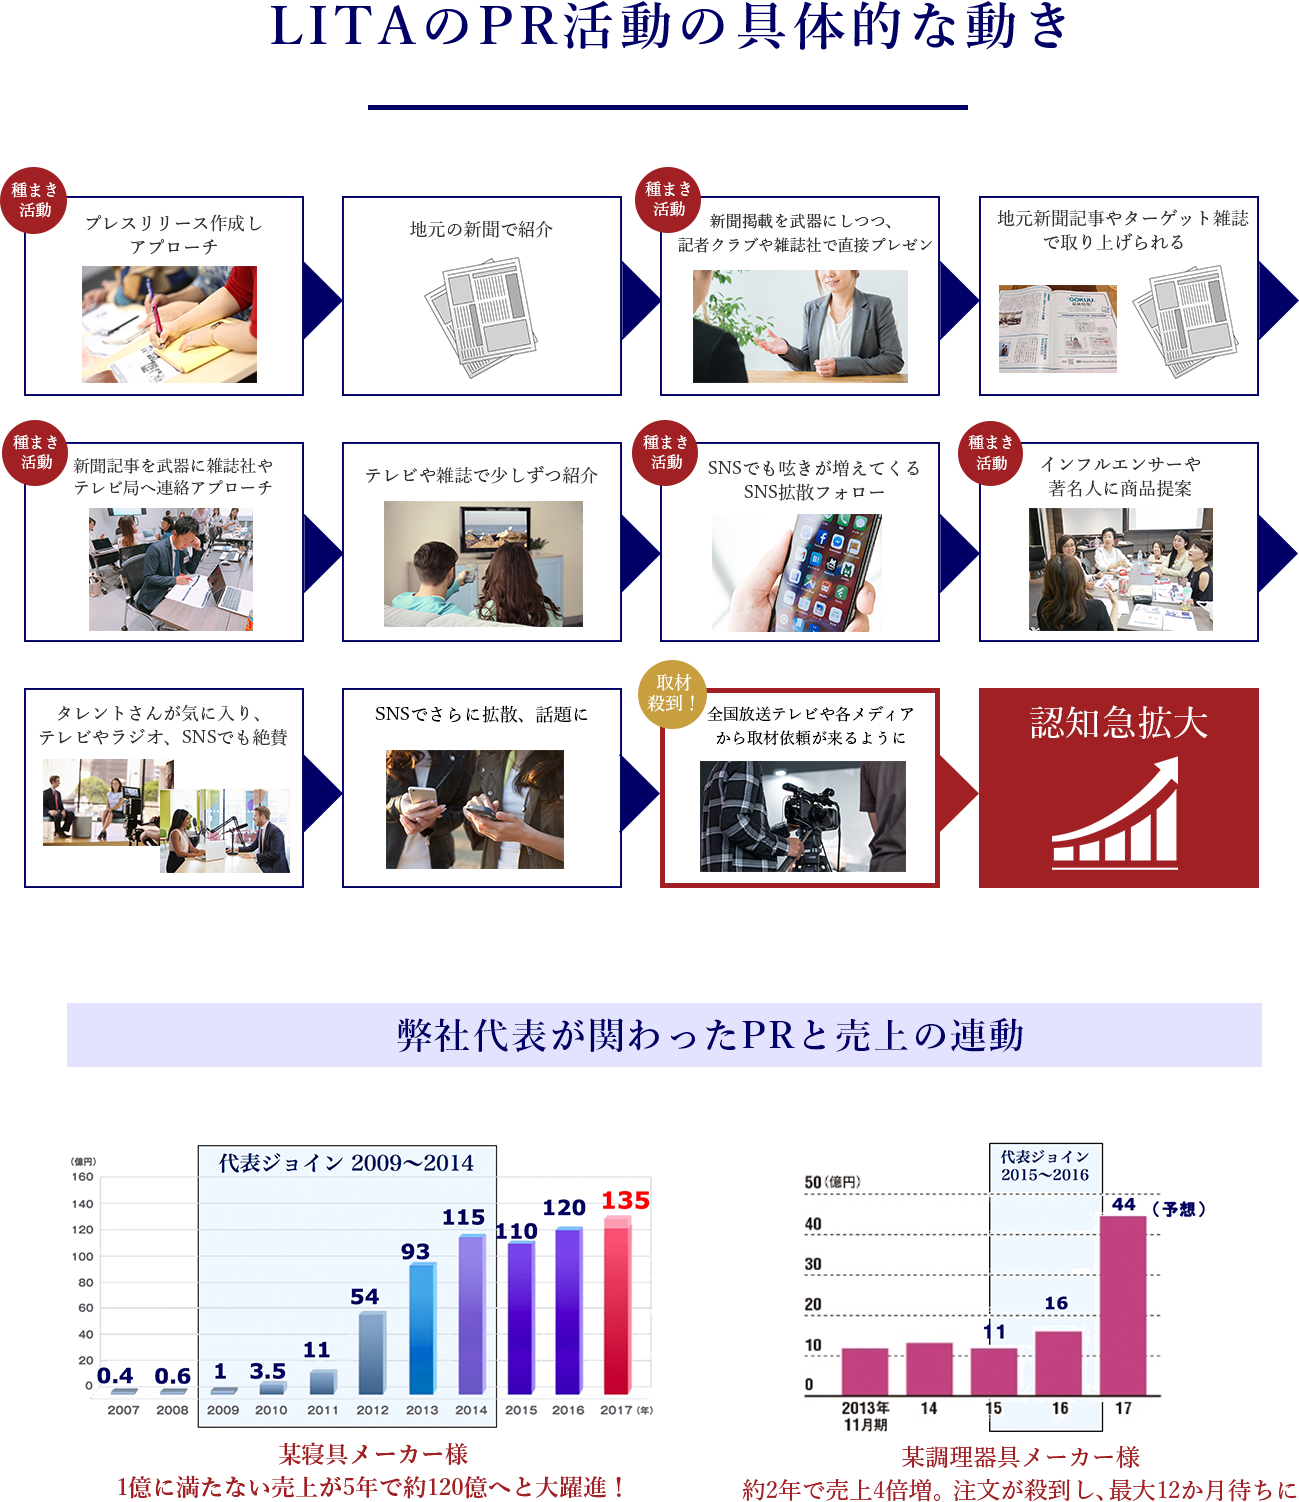 LITAのPR活動の具体的な動き
種まき
活動
プレスリリース作成し
アプローチ
地元の新聞で紹介
種まき
活動
新聞掲載を武器にしつつ、
記者クラブや雑誌社で直接プレゼン
地元新聞記事やターゲット雑誌
で取り上げられる
GOKUU
種まき
活動
新聞記事を武器に雑誌社や
テレビ局へ連絡アプローチ
テレビや雑誌で少しずつ紹介
種まき
活動
SNSでも呟きが増えてくる
SNS拡散フォロー
種まき
活動
インフルエンサーや
著名人に商品提案
タレントさんが気に入り、
テレビやラジオ、SNSでも絶賛
SNSでさらに拡散、話題に
取材
殺到！
全国放送テレビや各メディア
から取材依頼が来るように
認知急拡大
弊社代表が関わったPRと売上の連動
代表ジョイン 2009〜2014
(億円)
160
140
120
100
80
60
40
20
0
0.4
0.6
1
3.5
11
54
93
115
110
120
135
2007
2008
2009
2010
2011
2012
2013
2014
2015
2016
2017 (年)
某寝具メーカー様
1億に満たない売上が5年で約120億へと大躍進！
代表ジョイン
2015〜2016
50 (億円)
40
30
20
10
0
11
16
44 （予想）
2013年
11月期
14
15
16
17
某調理器具メーカー様
約2年で売上4倍増。注文が殺到し、最大12か月待ちに